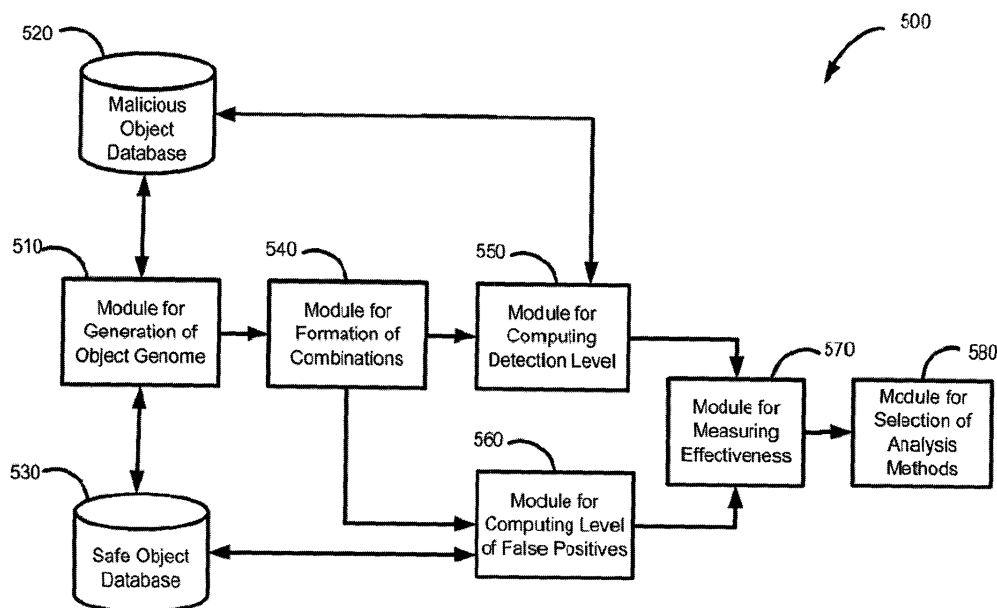 500
520
Malicious
Object
Database
510
Module for
Generation of
Object Genome
540
Module for
Formation of
Combinations
550
Module for
Computing
Detection Level
570
Module for
Measuring
Effectiveness
580
Module for
Selection of
Analysis
Methods
560
Module for
Computing Level
of False Positives
530
Safe Object
Database